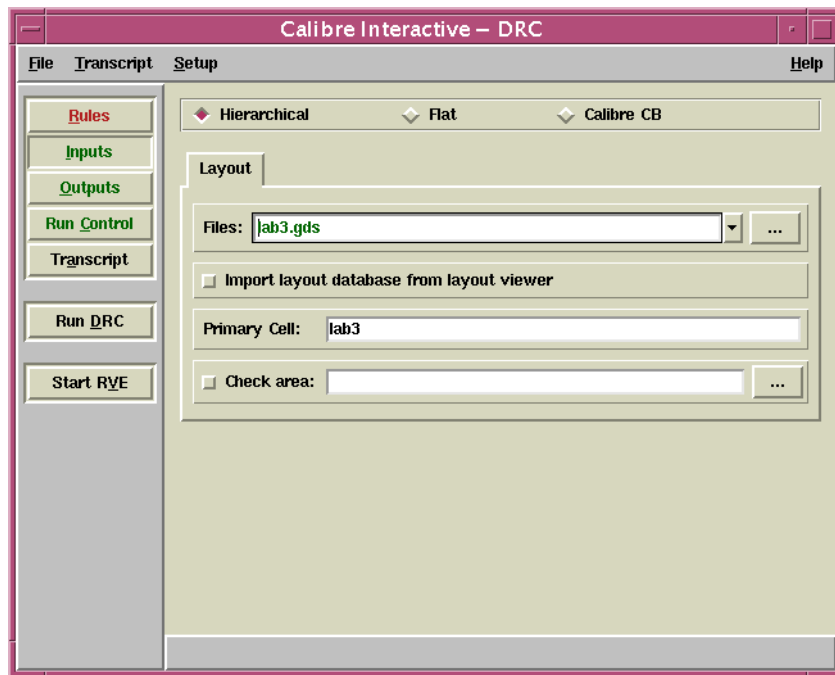 Calibre Interactive – DRC
File Transcript Setup Help
Rules
Inputs
Outputs
Run Control
Transcript
Run DRC
Start RVE
Hierarchical Flat Calibre CB
Layout
Files: lab3.gds ...
Import layout database from layout viewer
Primary Cell: lab3
Check area: ...